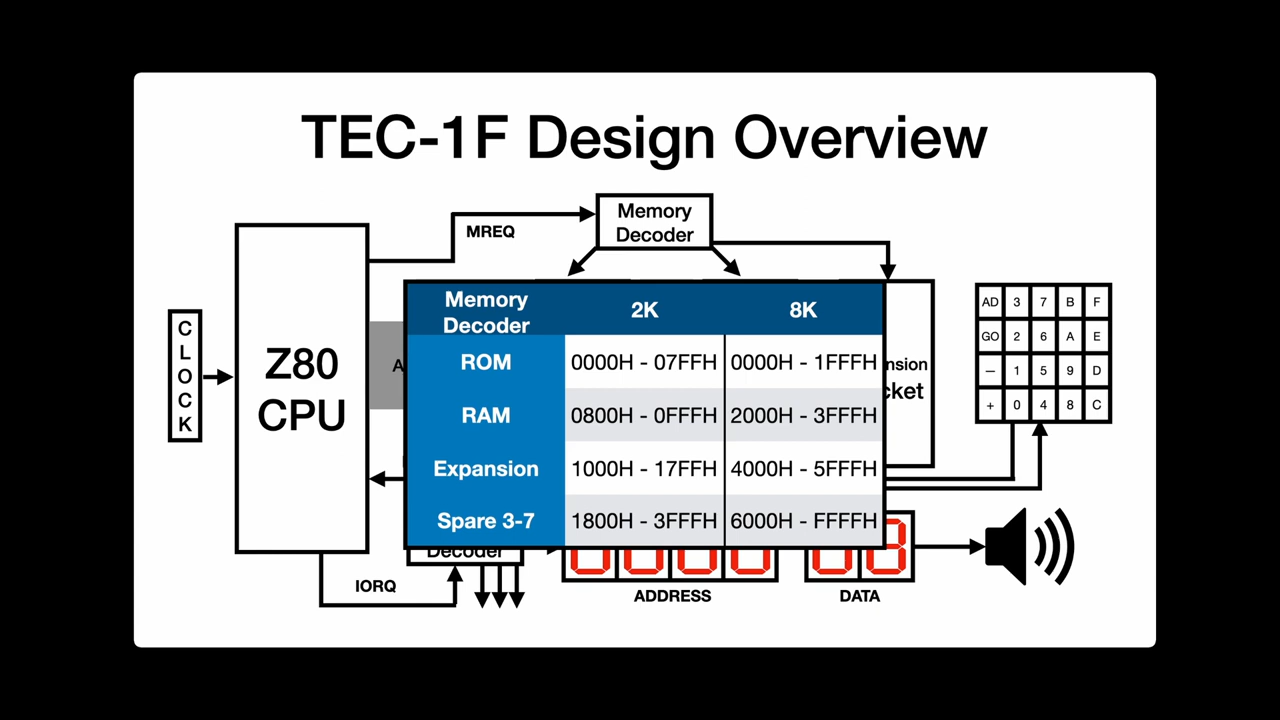 TEC-1F Design Overview
Memory
Decoder
MREQ
C
L
O
C
K
Z80
CPU
A
Memory
Decoder
2K
8K
ROM
0000H - 07FFH
0000H - 1FFFH
RAM
0800H - 0FFFH
2000H - 3FFFH
Expansion
1000H - 17FFH
4000H - 5FFFH
Spare 3-7
1800H - 3FFFH
6000H - FFFFH
nsion
cket
AD 3 7 B F
GO 2 6 A E
— 1 5 9 D
+ 0 4 8 C
Decoder
IORQ
ADDRESS
DATA